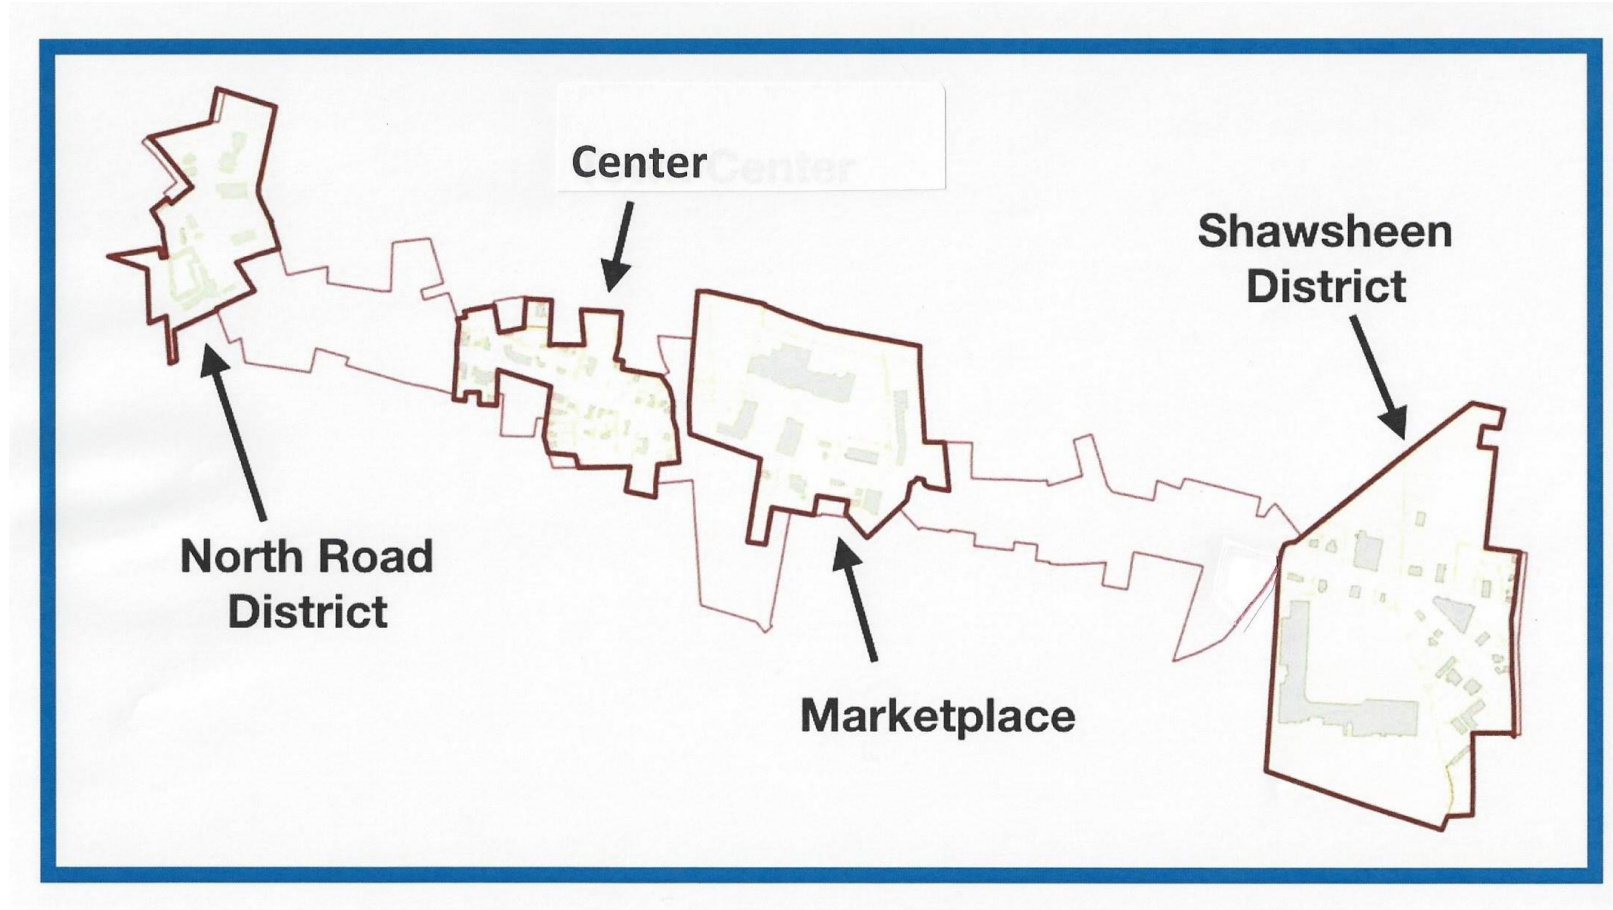 Center
Shawsheen
District
North Road
District
Marketplace